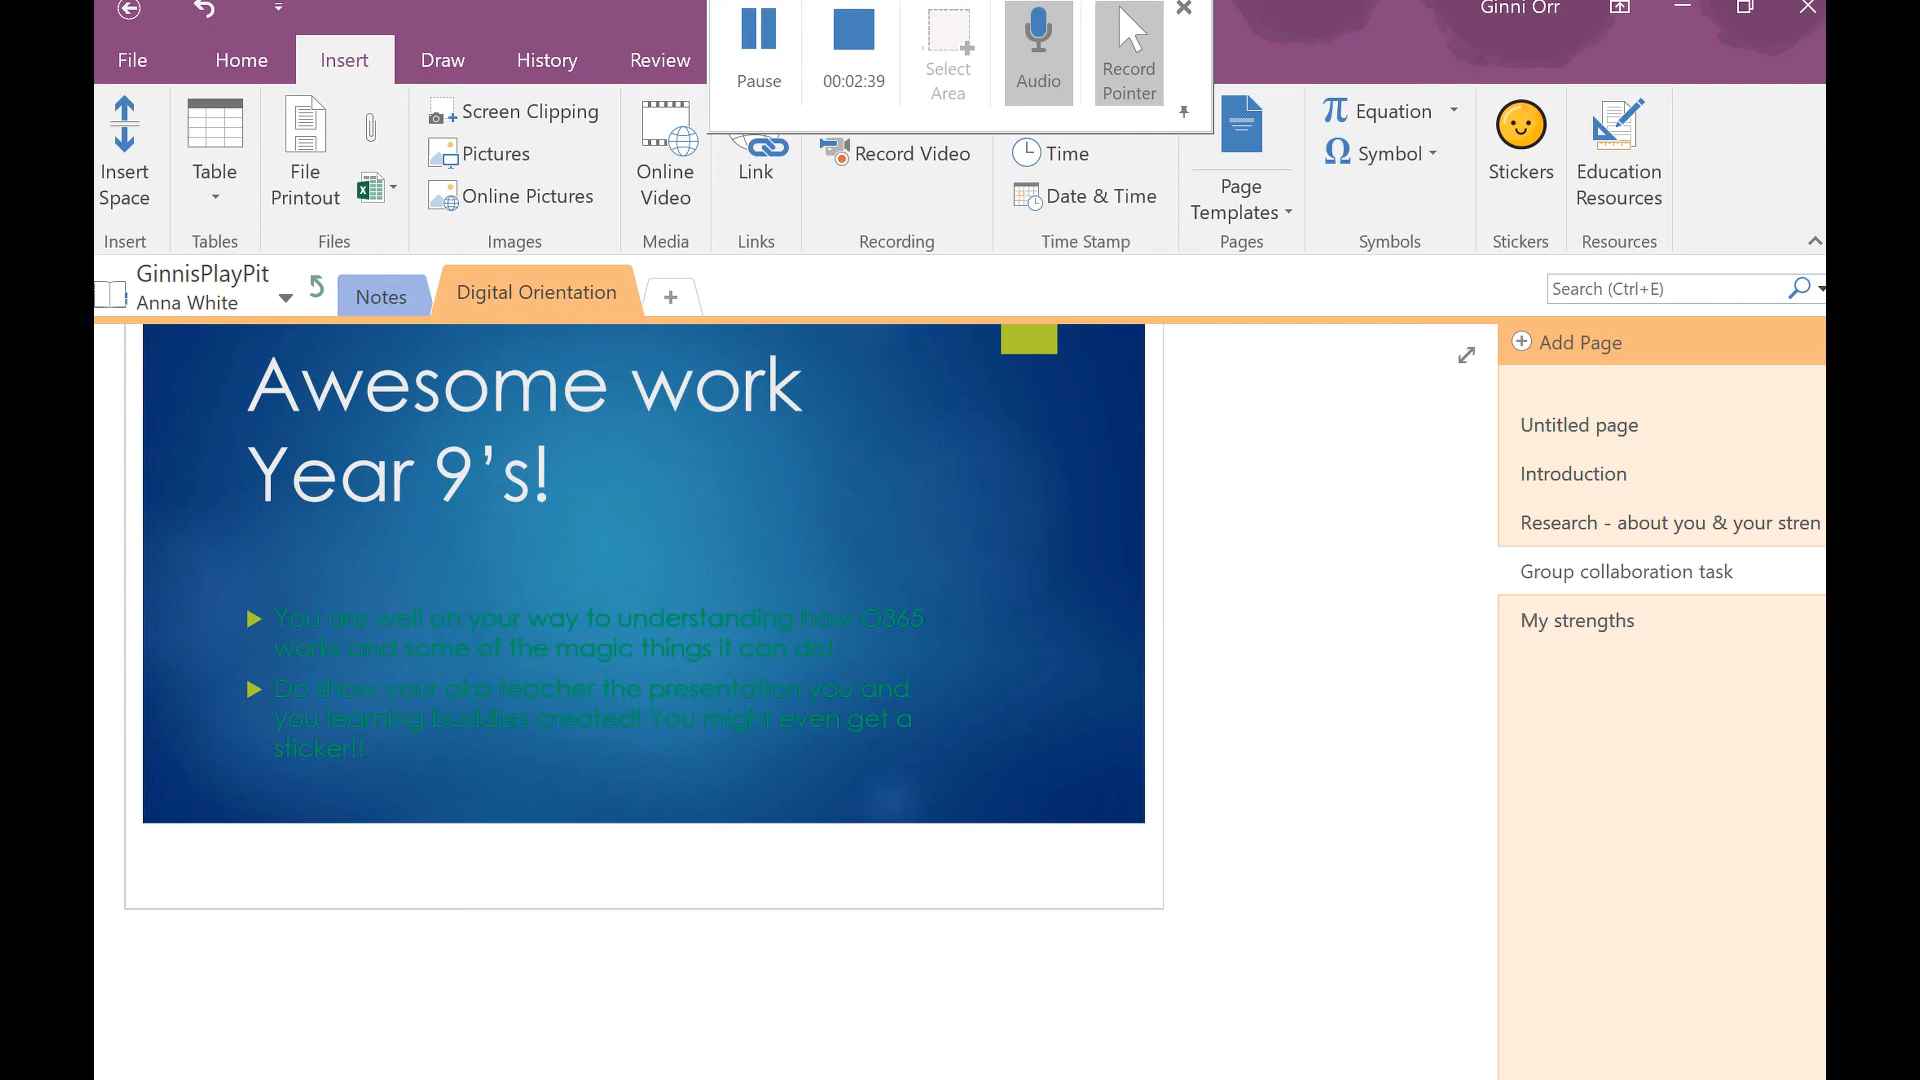 Ginni Orr
File Home Insert Draw History Review
Pause 00:02:39 Select Area Audio Record Pointer
Insert Space
Table
File Printout
Screen Clipping
Pictures
Online Pictures
Online Video
Link
Record Video
Time
Date & Time
Page Templates
Equation
Symbol
Stickers
Education Resources
Insert Tables Files Images Media Links Recording Time Stamp Pages Symbols Stickers Resources
GinnisPlayPit
Anna White
Notes
Digital Orientation
Search (Ctrl+E)
Add Page
Untitled page
Introduction
Research - about you & your stren
Group collaboration task
My strengths
Awesome work
Year 9’s!
You are well on your way to understanding how O365
works and some of the magic things it can do!
Do show your ako teacher the presentation you and
you learning buddies created! You might even get a
sticker!!